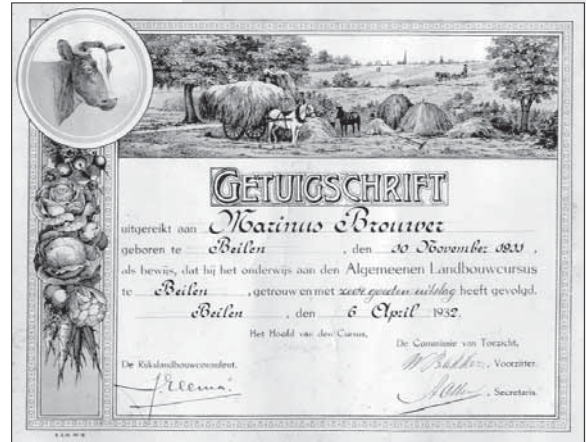 GETUIGSCHRIFT
uitgereikt aan Marinus Brouwer
geboren te Beilen, den 10 November 1911,
als bewijs, dat hij het onderwijs aan den Algemeenen Landbouwcursus
te Beilen, getrouw en met zeer goeden uitslag heeft gevolgd.
Beilen, den 6 April 1932.
Het Hoofd van den Cursus,
De Commissie van Toezicht,
De Rijkslandbouwconsulent,
Voorzitter.
Secretaris.